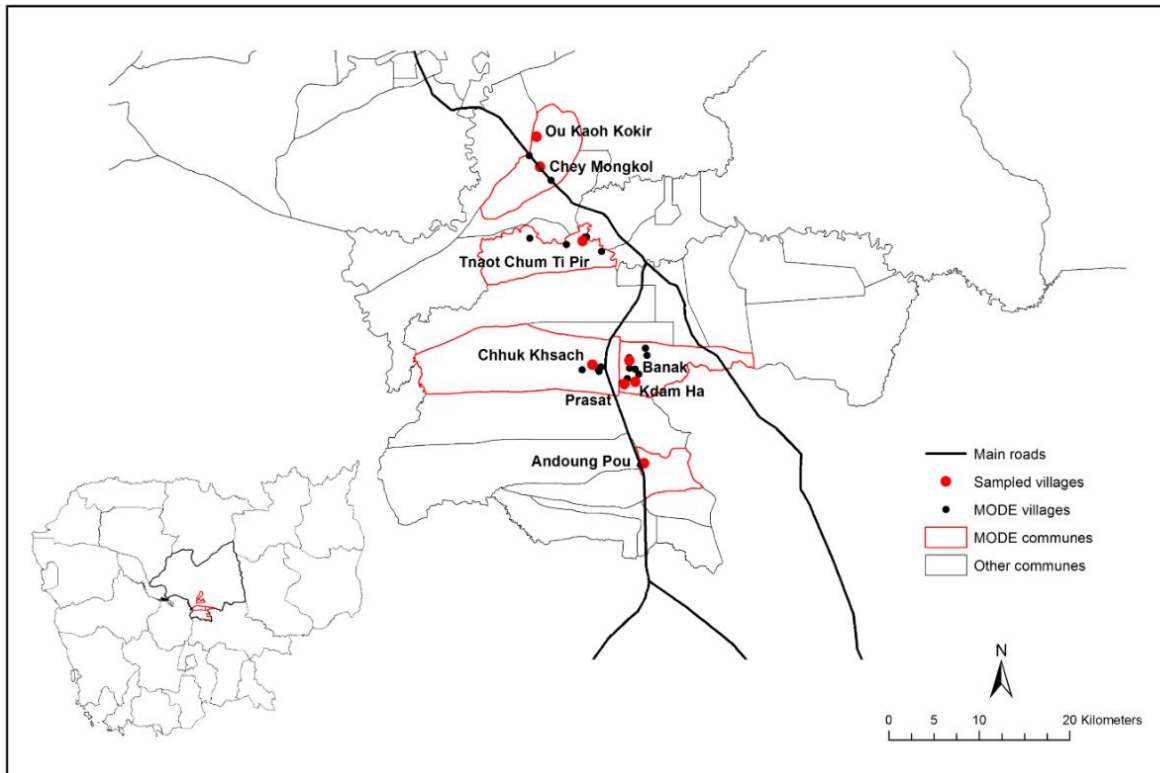 Ou Kaoh Kokir
Chey Mongkol
Tnaot Chum Ti Pir
Chhuk Khsach
Banak
Kdam Ha
Prasat
Andoung Pou
Main roads
Sampled villages
MODE villages
MODE communes
Other communes
N
0 5 10 20 Kilometers